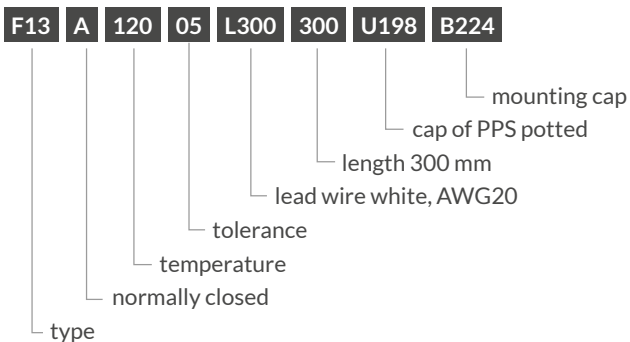 F13 A 120 05 L300 300 U198 B224
mounting cap
cap of PPS potted
length 300 mm
lead wire white, AWG20
tolerance
temperature
normally closed
type